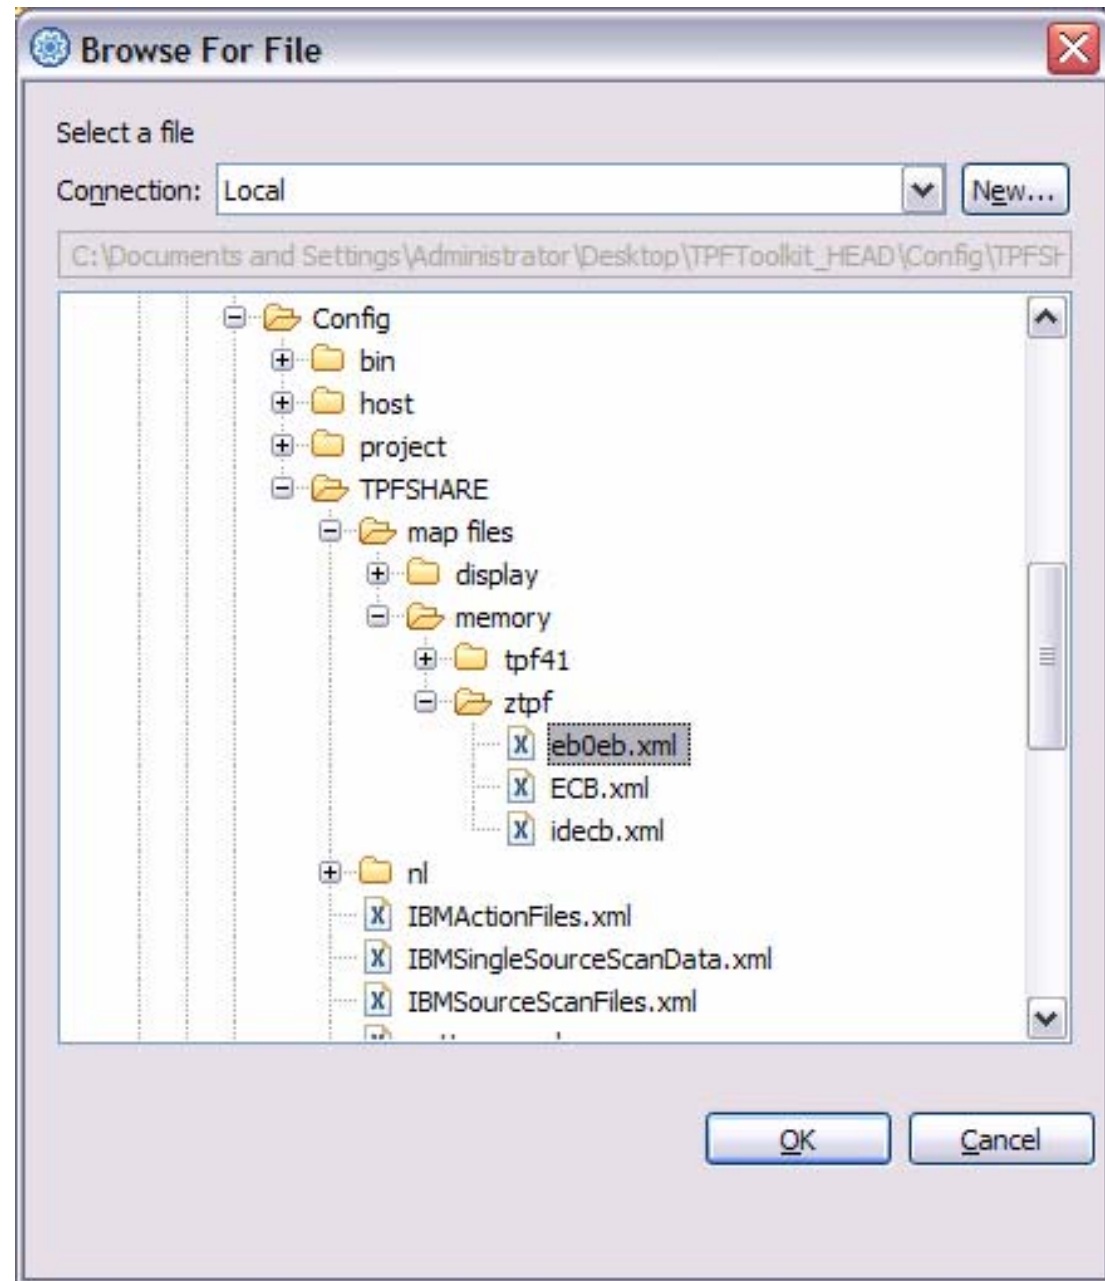 Browse For File
Select a file
Connection: Local New...
C:\Documents and Settings\Administrator\Desktop\TPFToolkit_HEAD\Config\TPFSH
Config
bin
host
project
TPFSHARE
map files
display
memory
tpf41
ztpf
eb0eb.xml
ECB.xml
idecb.xml
nl
IBMActionFiles.xml
IBMSingleSourceScanData.xml
IBMSourceScanFiles.xml
OK Cancel